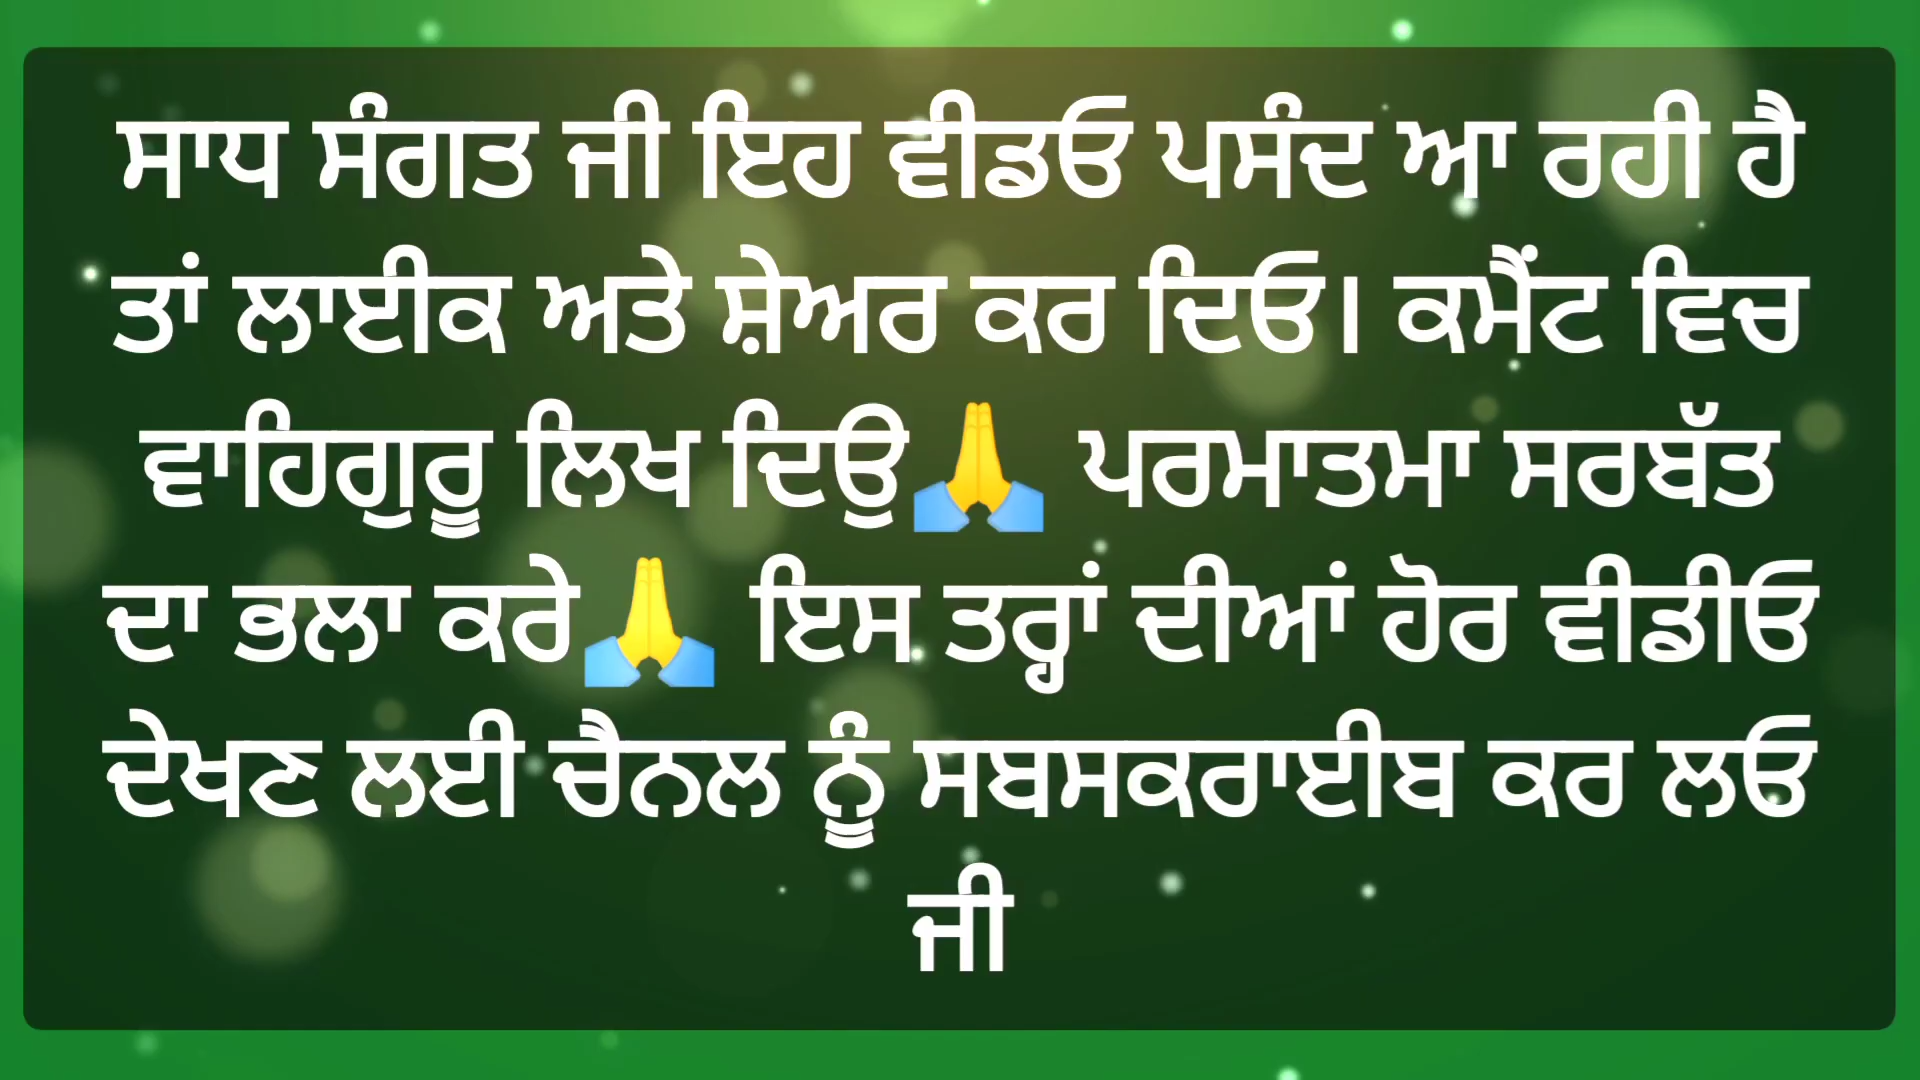 ਸਾਧ ਸੰਗਤ ਜੀ ਇਹ ਵੀਡਓ ਪਸੰਦ ਆ ਰਹੀ ਹੈ
ਤਾਂ ਲਾਈਕ ਅਤੇ ਸ਼ੇਅਰ ਕਰ ਦਿਓ। ਕਮੈਂਟ ਵਿਚ
ਵਾਹਿਗੁਰੂ ਲਿਖ ਦਿਉ🙏 ਪਰਮਾਤਮਾ ਸਰਬੱਤ
ਦਾ ਭਲਾ ਕਰੇ🙏 ਇਸ ਤਰ੍ਹਾਂ ਦੀਆਂ ਹੋਰ ਵੀਡੀਓ
ਦੇਖਣ ਲਈ ਚੈਨਲ ਨੂੰ ਸਬਸਕਰਾਈਬ ਕਰ ਲਓ
ਜੀ